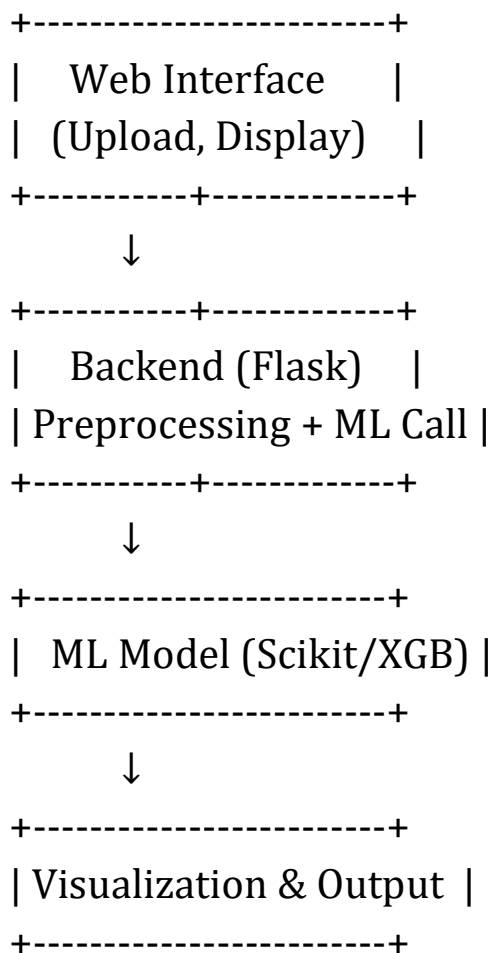 +-------------------------+
|    Web Interface      |
|   (Upload, Display)    |
+-----------+-------------+
↓
+-----------+-------------+
|    Backend (Flask)    |
| Preprocessing + ML Call |
+-----------+-------------+
↓
+-------------------------+
|   ML Model (Scikit/XGB) |
+-------------------------+
↓
+-------------------------+
| Visualization & Output  |
+-------------------------+